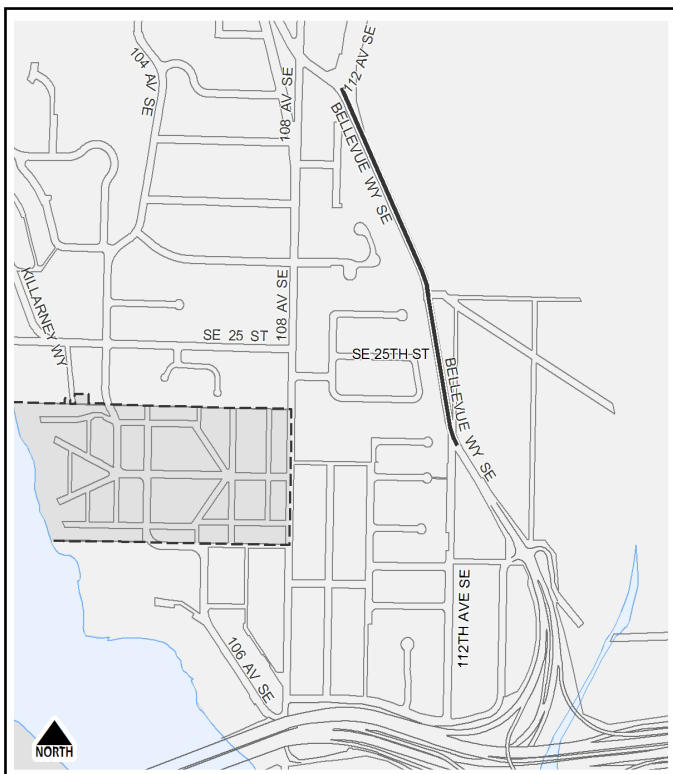 112 AV SE
104 AV SE
108 AV SE
BELLEVUE WY SE
KILLARNEY WY
108 AV SE
SE 25 ST
SE 25TH ST
BELLEVUE WY SE
112TH AVE SE
106 AV SE
NORTH